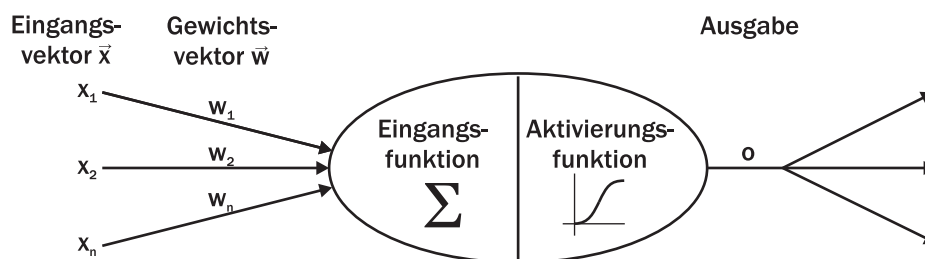 Eingangs-
vektor x⃗
Gewichts-
vektor w⃗
Ausgabe
x₁
w₁
Eingangs-
funktion
Σ
Aktivierungs-
funktion
x₂
w₂
o
wₙ
xₙ